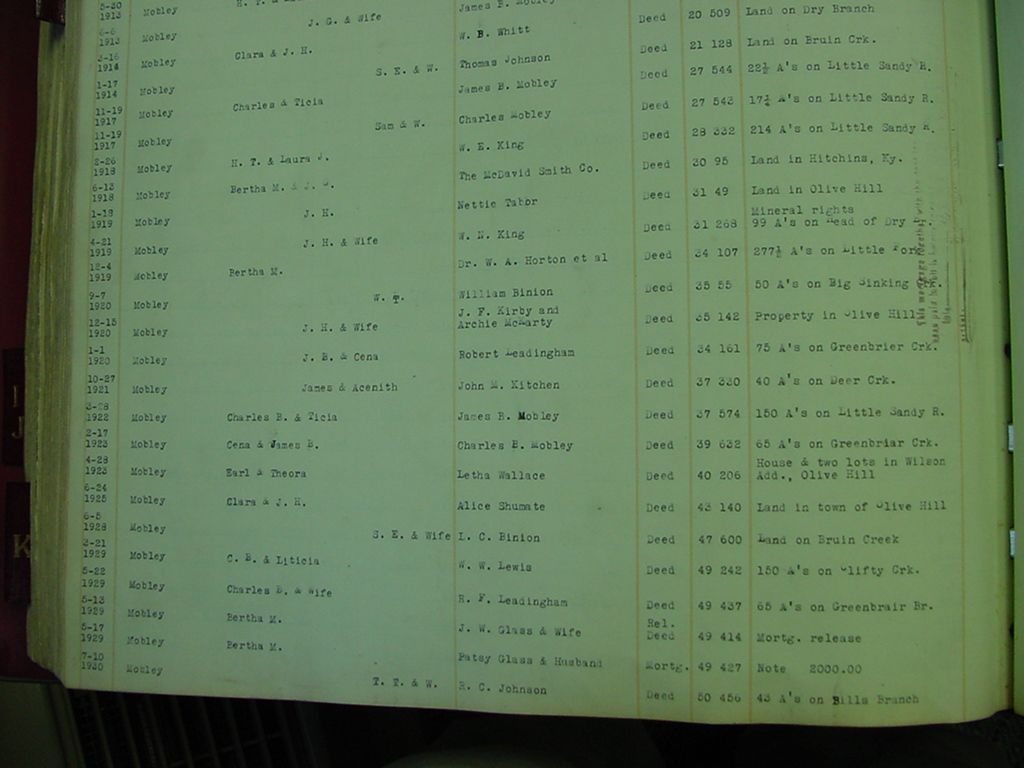 5-30 1913 Mobley J. G. & Wife W. B. Whitt Deed 20 509 Land on Dry Branch
6-6 1913 Mobley Clara & J. H. Thomas Johnson Deed 21 128 Land on Bruin Crk.
3-16 1914 Mobley S. E. & W. James B. Mobley Deed 27 544 22½ A's on Little Sandy R.
1-17 1914 Mobley Charles & Ticia Charles Mobley Deed 27 543 17¾ A's on Little Sandy R.
11-19 1917 Mobley Sam & W. W. E. King Deed 28 332 214 A's on Little Sandy R.
11-19 1917 Mobley H. T. & Laura J. The McDavid Smith Co. Deed 30 95 Land in Hitchins, Ky.
2-26 1918 Mobley Bertha M. & J. Nettie Tabor Deed 31 49 Land in Olive Hill
6-13 1918 Mobley J. H. W. N. King Deed 31 268 Mineral rights
99 A's on Head of Dry
1-18 1919 Mobley J. H. & Wife Dr. W. A. Horton et al Deed 34 107 277½ A's on Little Fork
4-21 1919 Mobley Bertha M. William Binion Deed 35 55 50 A's on Big Sinking Crk.
12-4 1919 Mobley W. T. J. F. Kirby and
Archie McCarty Deed 35 142 Property in Olive Hill
9-7 1920 Mobley J. H. & Wife Robert Leadingham Deed 34 161 75 A's on Greenbrier Crk.
12-15 1920 Mobley J. B. & Cena John M. Kitchen Deed 37 330 40 A's on Deer Crk.
1-1 1920 Mobley James & Acenith James B. Mobley Deed 37 574 150 A's on Little Sandy R.
10-27 1921 Mobley Charles B. & Ticia Charles B. Mobley Deed 39 632 65 A's on Greenbriar Crk.
3-28 1922 Mobley Cena & James B. Letha Wallace Deed 40 206 House & two lots in Wilson
Add., Olive Hill
2-17 1923 Mobley Earl & Theora Alice Shumate Deed 43 140 Land in town of Olive Hill
4-23 1923 Mobley Clara & J. H. L. C. Binion Deed 47 600 Land on Bruin Creek
6-24 1925 Mobley S. E. & Wife W. W. Lewis Deed 49 242 150 A's on Clifty Crk.
6-5 1928 Mobley C. B. & Liticia R. F. Leadingham Deed 49 437 65 A's on Greenbrair Br.
3-21 1929 Mobley Charles B. & Wife J. W. Glass & Wife Rel. Deed 49 414 Mortg. release
5-22 1929 Mobley Bertha M. Patsy Glass & Husband Mortg. 49 427 Note 2000.00
5-13 1929 Mobley Bertha M. R. C. Johnson Deed 50 456 43 A's on Bills Branch
5-17 1929 Mobley T. T. & W.
7-10 1930 Mobley